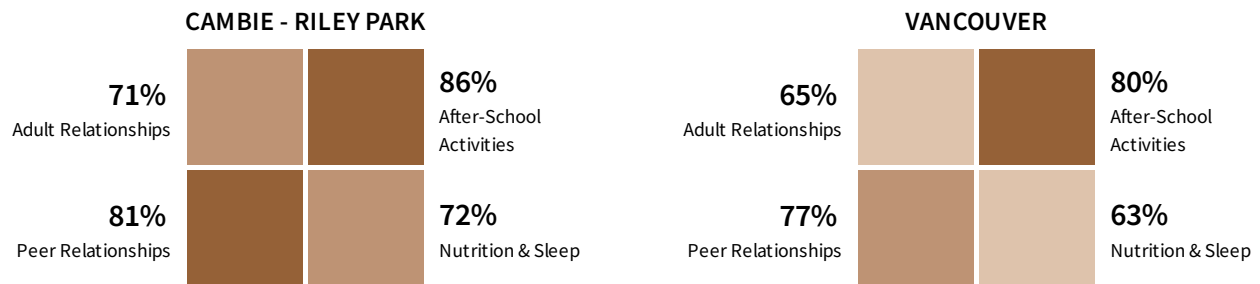 CAMBIE - RILEY PARK
71%
Adult Relationships
86%
After-School
Activities
81%
Peer Relationships
72%
Nutrition & Sleep
VANCOUVER
65%
Adult Relationships
80%
After-School
Activities
77%
Peer Relationships
63%
Nutrition & Sleep